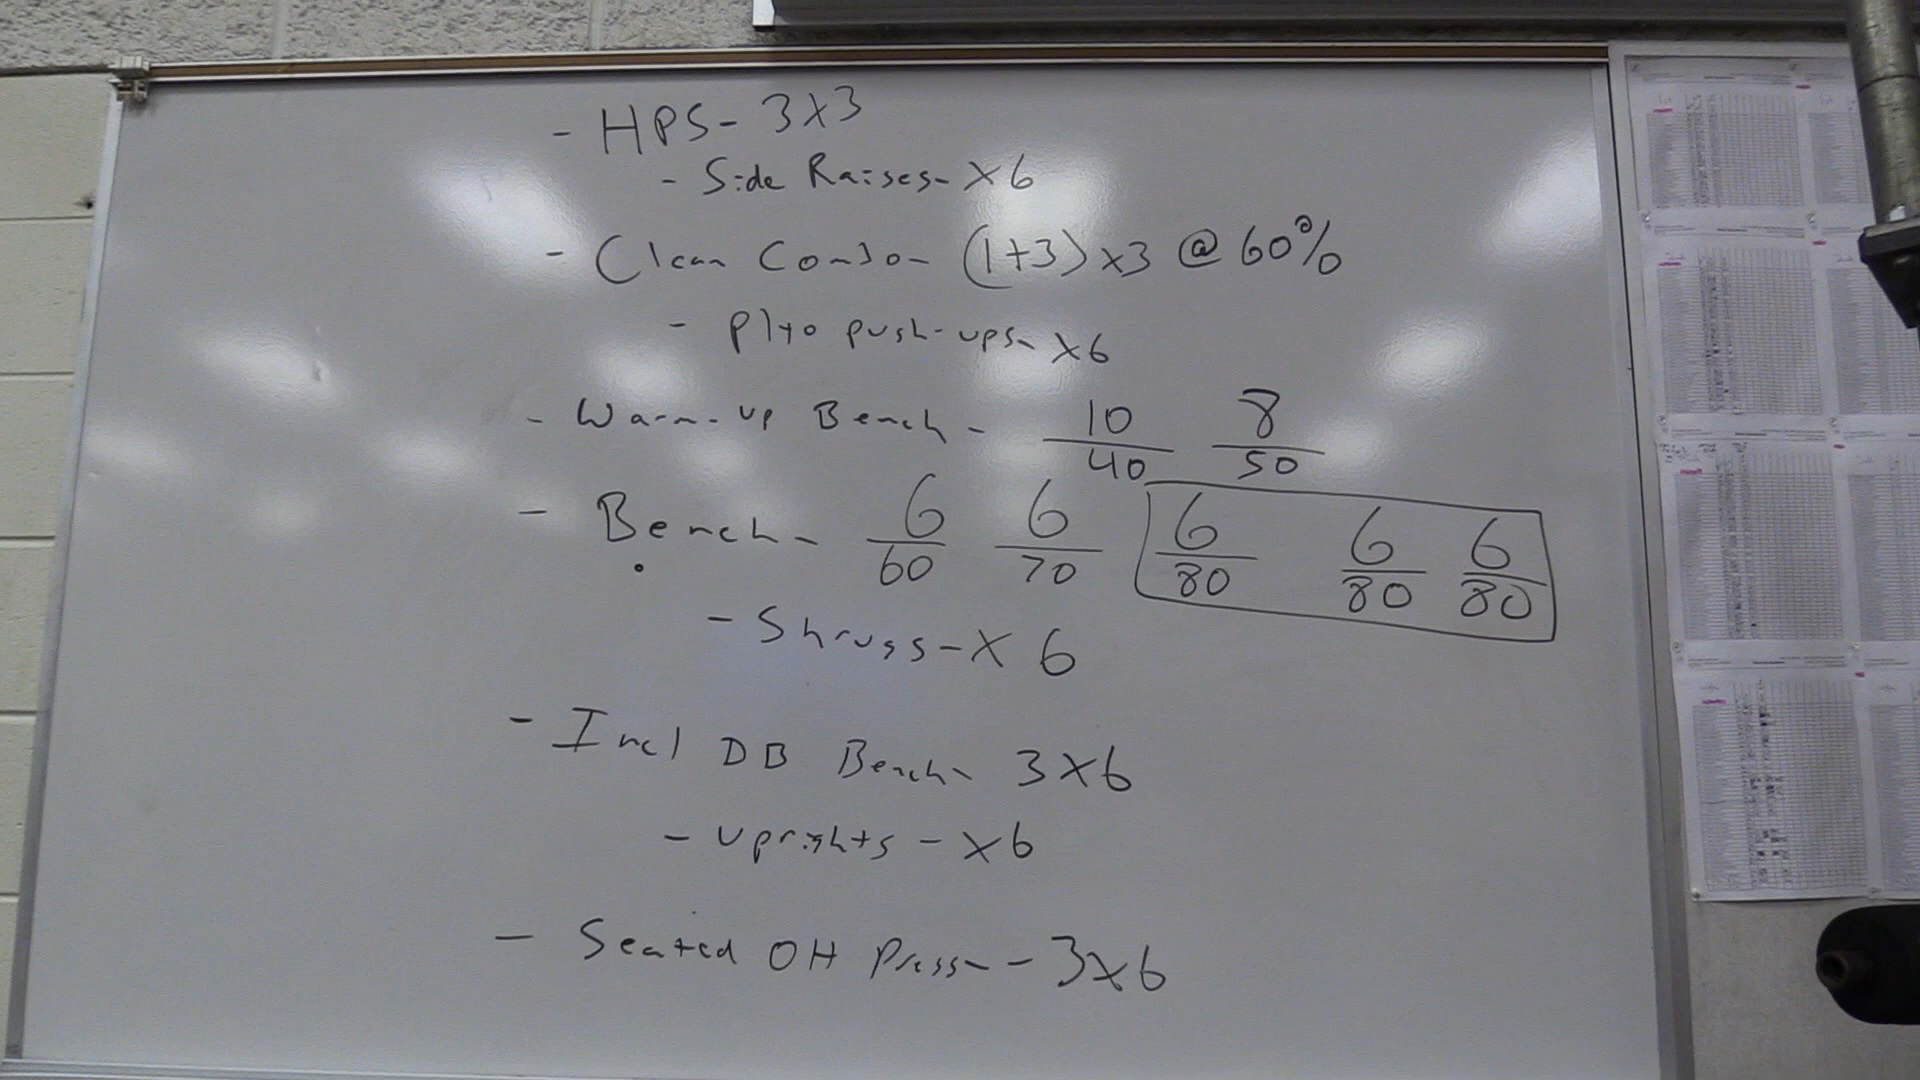 - HPS - 3x3
- Side Raises - x6
- Clean Combo - (1+3) x3 @ 60%
- plyo push-ups - x6
- Warm-up Bench - 10/40 8/50
- Bench - 6/60 6/70 6/80 6/80 6/80
- Shrugs - x 6
- Incl DB Bench - 3x6
- uprights - x6
- Seated OH Press - - 3x6